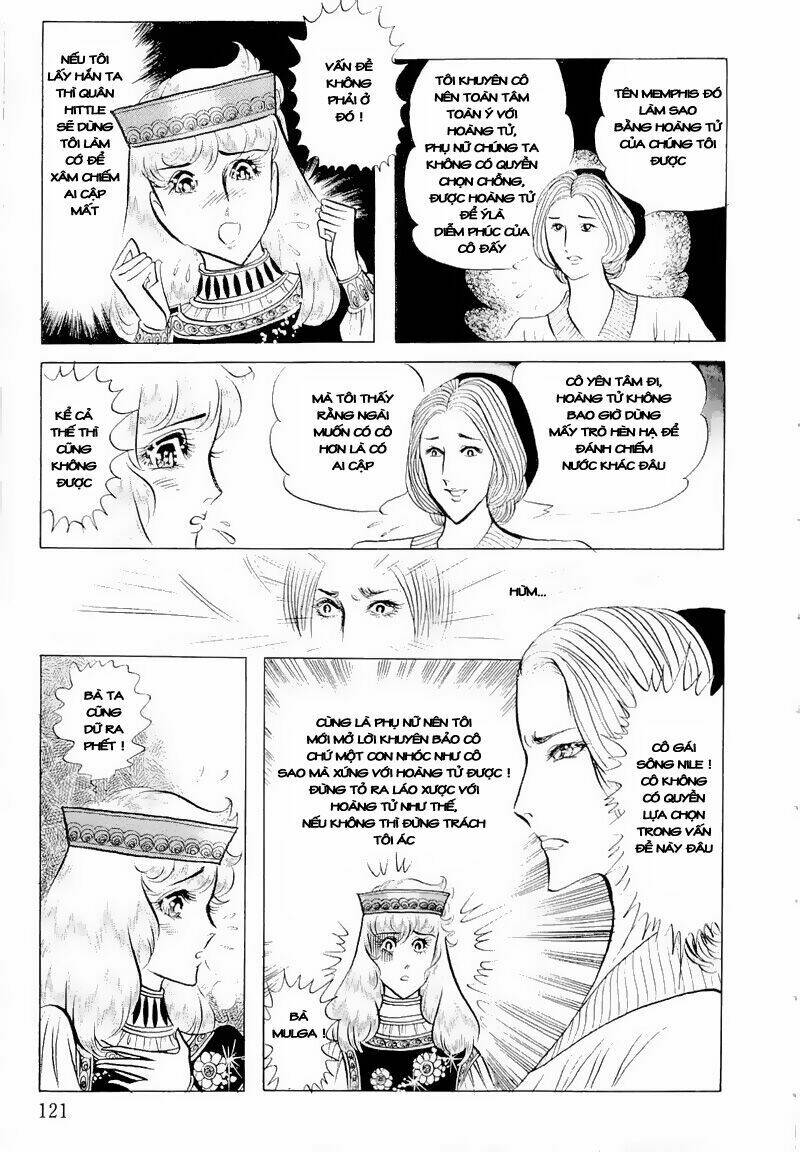 TÊN MEMPHIS ĐÓ
LÀM SAO
BẰNG HOÀNG TỬ
CỦA CHÚNG TÔI
ĐƯỢC
TÔI KHUYÊN CÔ
NÊN TOÀN TÂM
TOÀN Ý VỚI
HOÀNG TỬ,
PHỤ NỮ CHÚNG TA
KHÔNG CÓ QUYỀN
CHỌN CHỒNG,
ĐƯỢC HOÀNG TỬ
ĐỂ Ý LÀ
DIỄM PHÚC CỦA
CÔ ĐẤY
VẤN ĐỀ
KHÔNG
PHẢI Ở
ĐÓ !
NẾU TÔI
LẤY HẮN TA
THÌ QUÂN
HITTLE
SẼ DÙNG
TÔI LÀM
CỚ ĐỂ
XÂM CHIẾM
AI CẬP
MẤT
CÔ YÊN TÂM ĐI,
HOÀNG TỬ KHÔNG
BAO GIỜ DÙNG
MẤY TRÒ HÈN HẠ ĐỂ
ĐÁNH CHIẾM
NƯỚC KHÁC ĐÂU
MÀ TÔI THẤY
RẰNG NGÀI
MUỐN CÓ CÔ
HƠN LÀ CÓ
AI CẬP
KỂ CẢ
THẾ THÌ
CŨNG
KHÔNG
ĐƯỢC
HỪM...
CÔ GÁI
SÔNG NILE !
CÔ KHÔNG
CÓ QUYỀN
LỰA CHỌN
TRONG VẤN
ĐỀ NÀY ĐÂU
CŨNG LÀ PHỤ NỮ NÊN TÔI
MỚI MỞ LỜI KHUYÊN BẢO CÔ
CHỨ MỘT CON NHÓC NHƯ CÔ
SAO MÀ XỨNG VỚI HOÀNG TỬ ĐƯỢC !
ĐỪNG TỎ RA LÁO XƯỢC VỚI
HOÀNG TỬ NHƯ THẾ,
NẾU KHÔNG THÌ ĐỪNG TRÁCH
TÔI ÁC
BÀ
MULGA !
BÀ TA
CŨNG
DỮ RA
PHẾT !
121